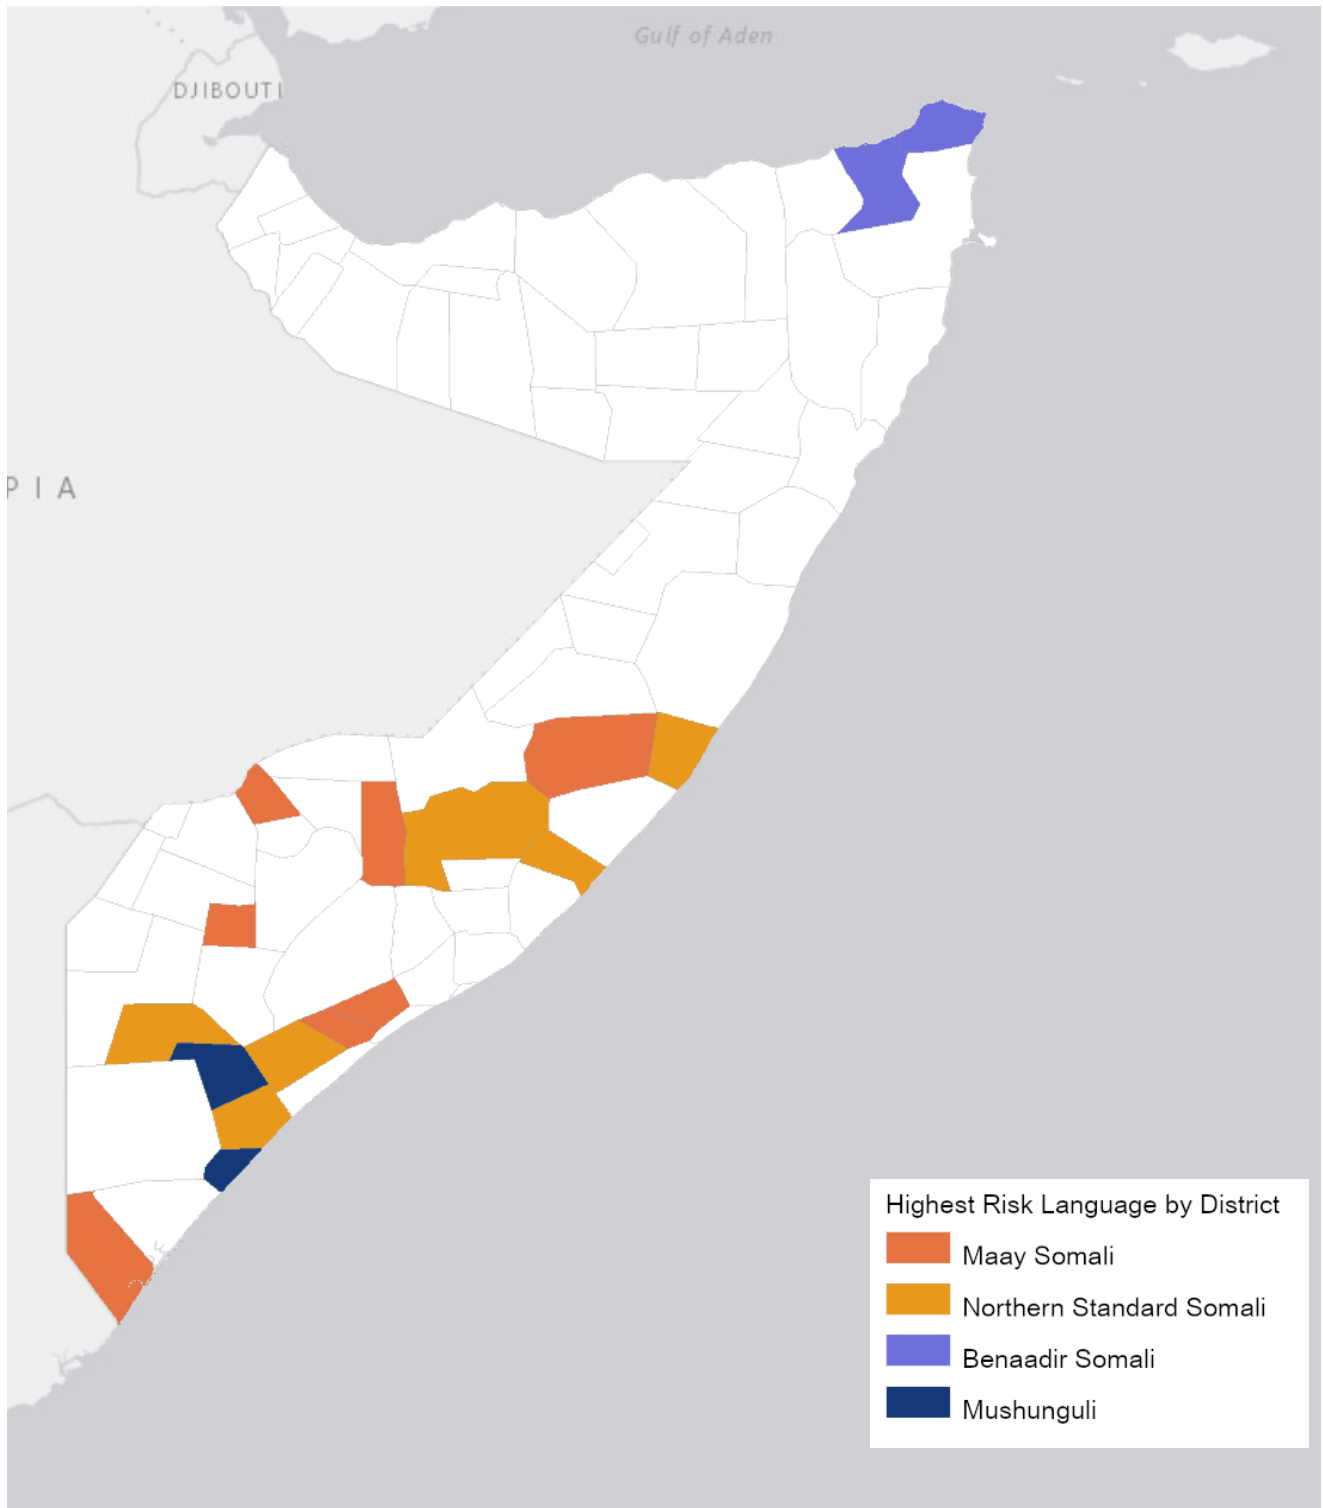 Gulf of Aden
DJIBOUTI
PIA
Highest Risk Language by District
Maay Somali
Northern Standard Somali
Benaadir Somali
Mushunguli